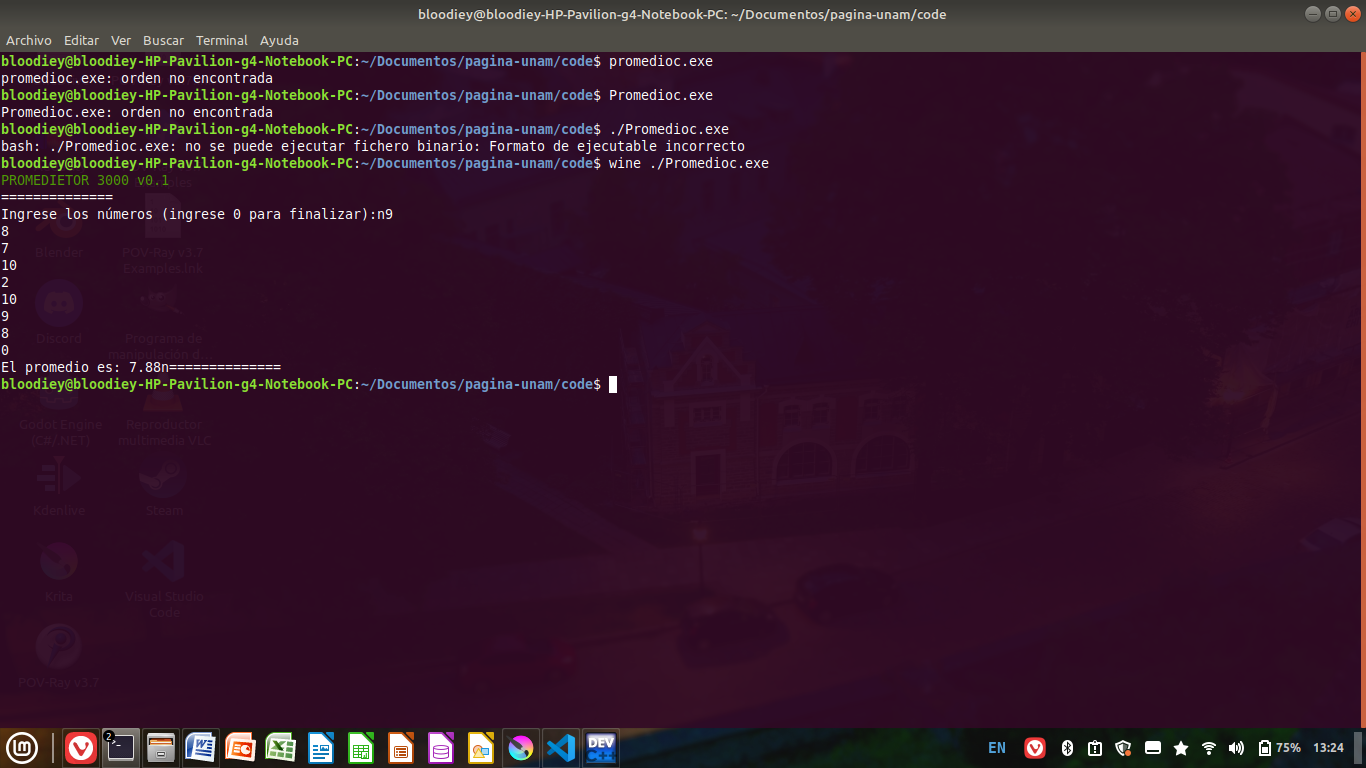 bloodiey@bloodiey-HP-Pavilion-g4-Notebook-PC: ~/Documentos/pagina-unam/code
Archivo Editar Ver Buscar Terminal Ayuda
bloodiey@bloodiey-HP-Pavilion-g4-Notebook-PC:~/Documentos/pagina-unam/code$ promedioc.exe
promedioc.exe: orden no encontrada
bloodiey@bloodiey-HP-Pavilion-g4-Notebook-PC:~/Documentos/pagina-unam/code$ Promedioc.exe
Promedioc.exe: orden no encontrada
bloodiey@bloodiey-HP-Pavilion-g4-Notebook-PC:~/Documentos/pagina-unam/code$ ./Promedioc.exe
bash: ./Promedioc.exe: no se puede ejecutar fichero binario: Formato de ejecutable incorrecto
bloodiey@bloodiey-HP-Pavilion-g4-Notebook-PC:~/Documentos/pagina-unam/code$ wine ./Promedioc.exe
PROMEDIETOR 3000 v0.1
==============
Ingrese los números (ingrese 0 para finalizar):n9
8
7
10
2
10
9
8
0
El promedio es: 7.88n==============
bloodiey@bloodiey-HP-Pavilion-g4-Notebook-PC:~/Documentos/pagina-unam/code$
Blender
POV-Ray v3.7
Examples.lnk
Discord
Programa de
manipulación d...
Godot Engine
(C#/.NET)
Reproductor
multimedia VLC
Kdenlive
Steam
Krita
Visual Studio
Code
POV-Ray v3.7
2
DEV
C++
EN
75%
13:24